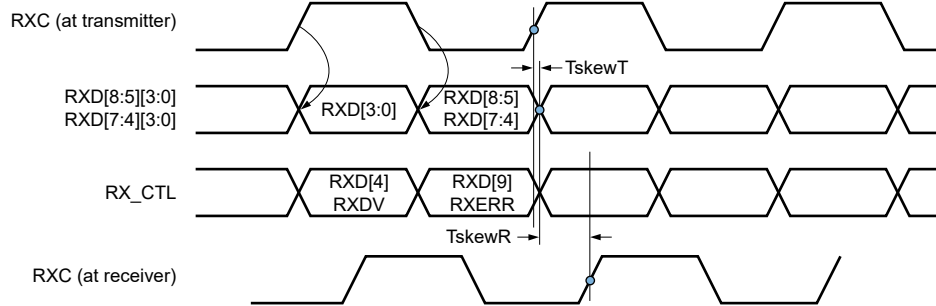 RXC (at transmitter)
TskewT
RXD[8:5][3:0]
RXD[7:4][3:0]
RXD[3:0]
RXD[8:5]
RXD[7:4]
RX_CTL
RXD[4]
RXDV
RXD[9]
RXERR
TskewR
RXC (at receiver)